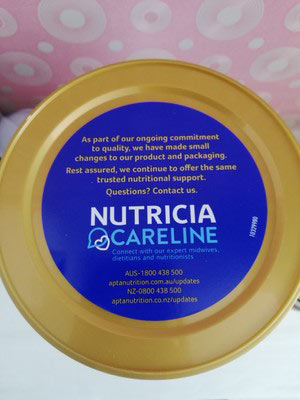 As part of our ongoing commitment
to quality, we have made small
changes to our product and packaging.
Rest assured, we continue to offer the same
trusted nutritional support.
Questions? Contact us.
NUTRICIA
CARELINE
Connect with our expert midwives,
dietitians and nutritionists
AUS-1800 438 500
aptanutrition.com.au/updates
NZ-0800 438 500
aptanutrition.co.nz/updates
1029980